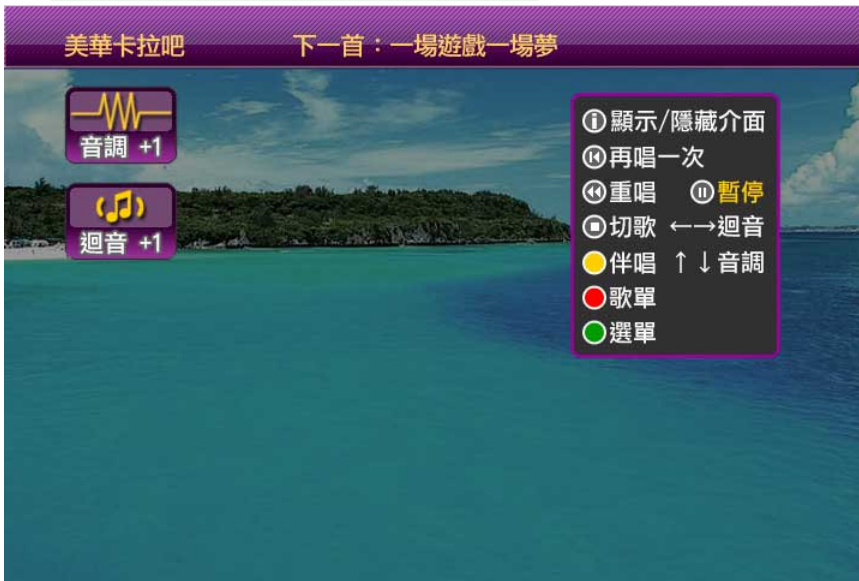 美華卡拉吧 下一首：一場遊戲一場夢
音調 +1
迴音 +1
顯示/隱藏介面
再唱一次
重唱 暫停
切歌 ←→迴音
伴唱 ↑↓音調
歌單
選單